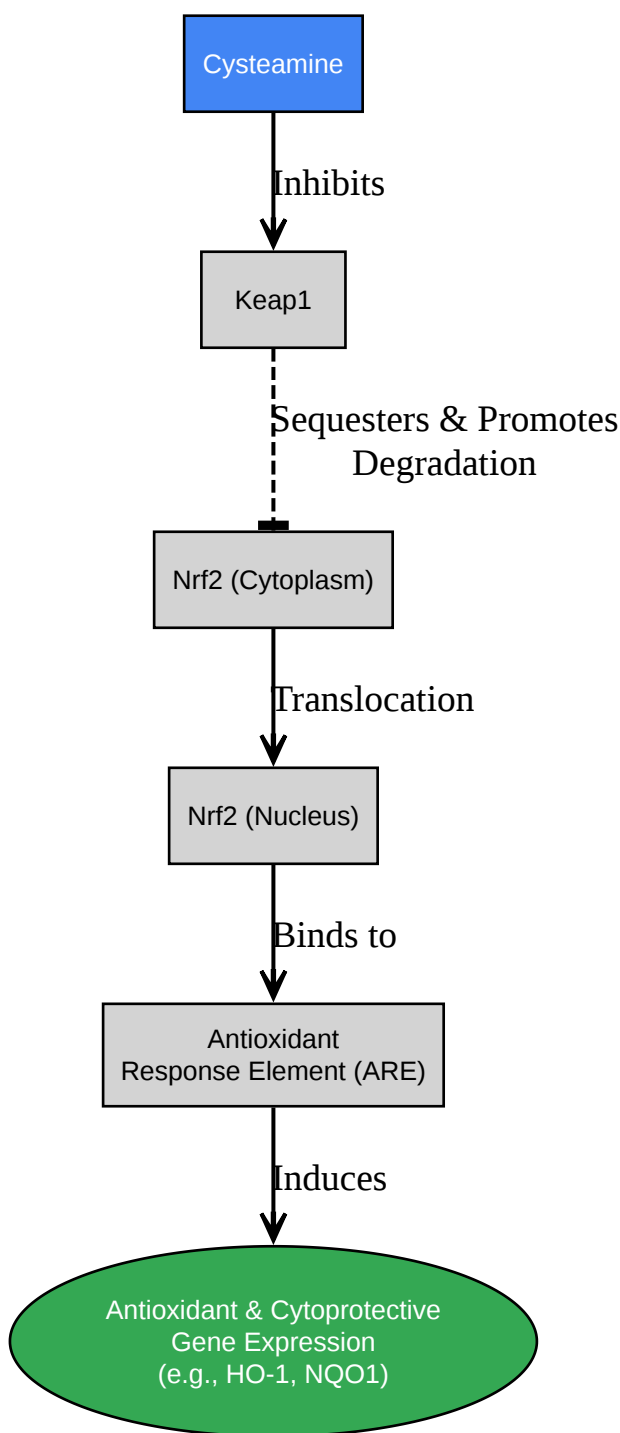 Cysteamine
Inhibits
Keap1
Sequesters & Promotes
Degradation
Nrf2 (Cytoplasm)
Translocation
Nrf2 (Nucleus)
Binds to
Antioxidant
Response Element (ARE)
Induces
Antioxidant & Cytoprotective
Gene Expression
(e.g., HO-1, NQO1)